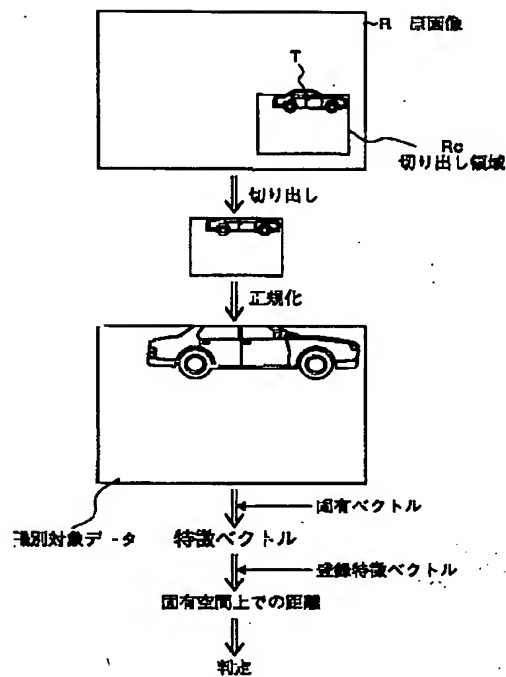 R 原画像
T
Rc
切り出し領域
切り出し
正規化
固有ベクトル
識別対象データ
特徴ベクトル
登録特徴ベクトル
固有空間上での距離
判定